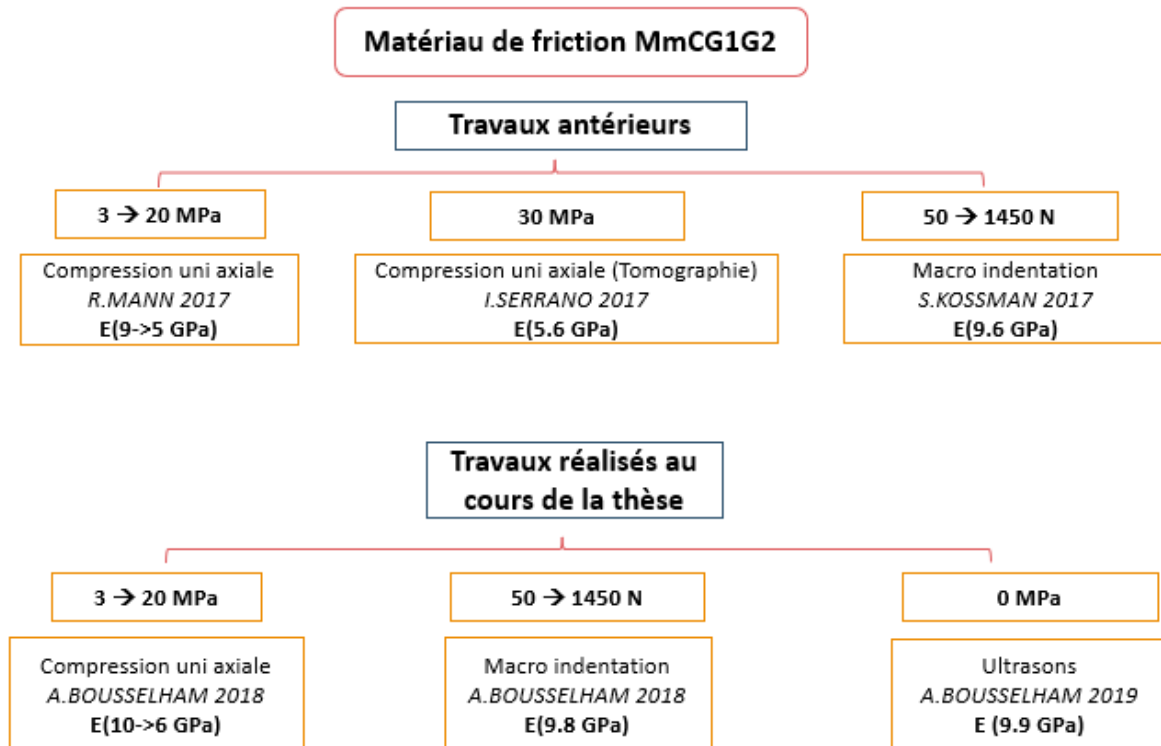 Matériau de friction MmCG1G2
Travaux antérieurs
3 → 20 MPa
30 MPa
50 → 1450 N
Compression uni axiale
R.MANN 2017
E(9->5 GPa)
Compression uni axiale (Tomographie)
I.SERRANO 2017
E(5.6 GPa)
Macro indentation
S.KOSSMAN 2017
E(9.6 GPa)
Travaux réalisés au
cours de la thèse
3 → 20 MPa
50 → 1450 N
0 MPa
Compression uni axiale
A.BOUSSELHAM 2018
E(10->6 GPa)
Macro indentation
A.BOUSSELHAM 2018
E(9.8 GPa)
Ultrasons
A.BOUSSELHAM 2019
E (9.9 GPa)